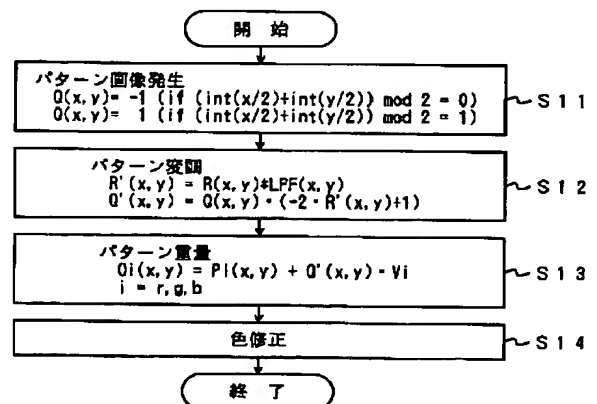 開 始
パターン画像発生
Q(x,y)= -1 (if (int(x/2)+int(y/2)) mod 2 = 0)
Q(x,y)= 1 (if (int(x/2)+int(y/2)) mod 2 = 1)
S11
パターン変調
R'(x,y) = R(x,y)*LPF(x,y)
Q'(x,y) = Q(x,y)・(-2・R'(x,y)+1)
S12
パターン重量
Oi(x,y) = Pi(x,y) + Q'(x,y)・Vi
i = r,g,b
S13
色修正
S14
終 了